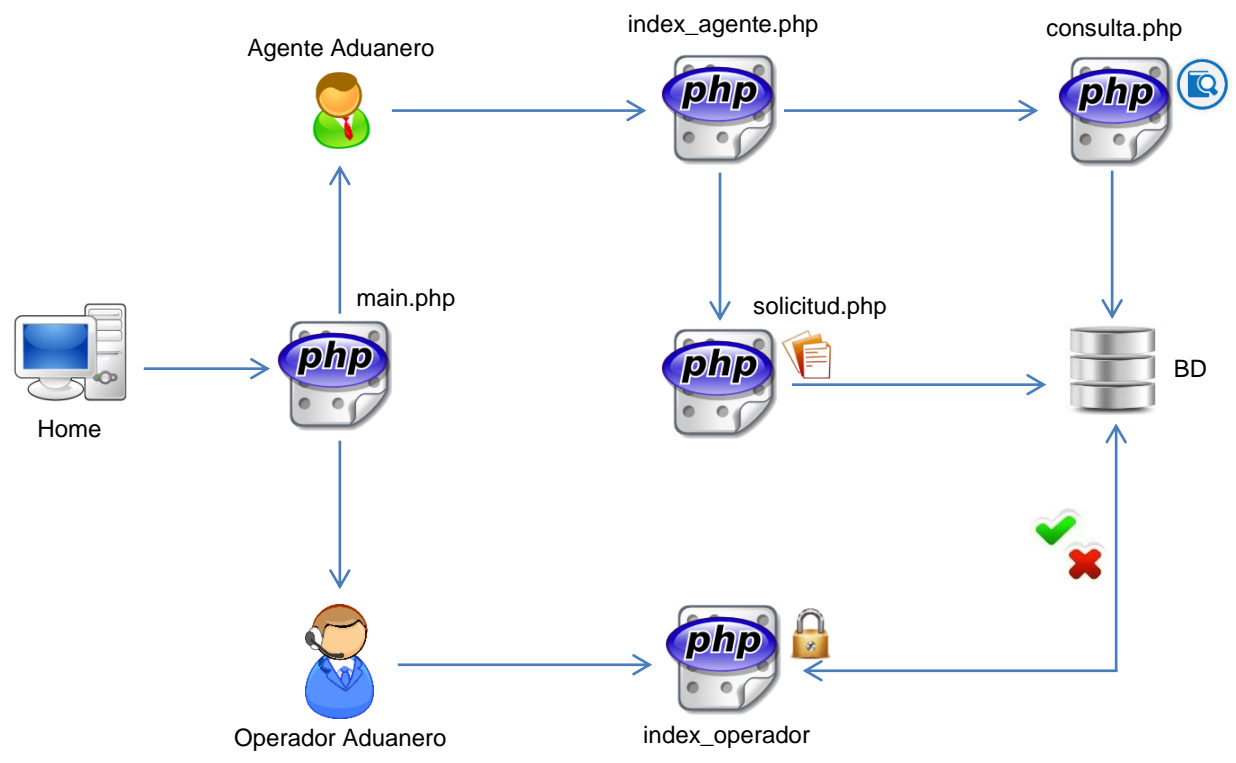 index_agente.php
consulta.php
Agente Aduanero
php
php
main.php
solicitud.php
php
php
BD
Home
php
Operador Aduanero
index_operador